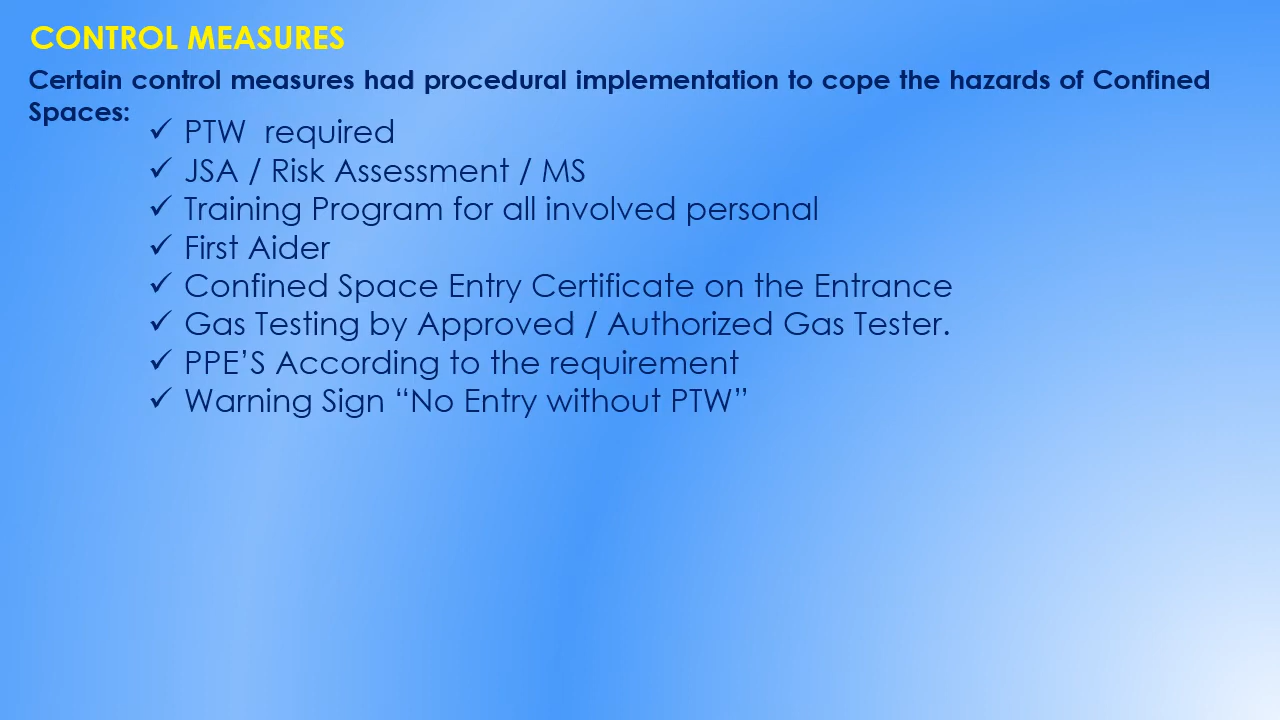 CONTROL MEASURES
Certain control measures had procedural implementation to cope the hazards of Confined
Spaces:
✓ PTW  required
✓ JSA / Risk Assessment / MS
✓ Training Program for all involved personal
✓ First Aider
✓ Confined Space Entry Certificate on the Entrance
✓ Gas Testing by Approved / Authorized Gas Tester.
✓ PPE’S According to the requirement
✓ Warning Sign “No Entry without PTW”